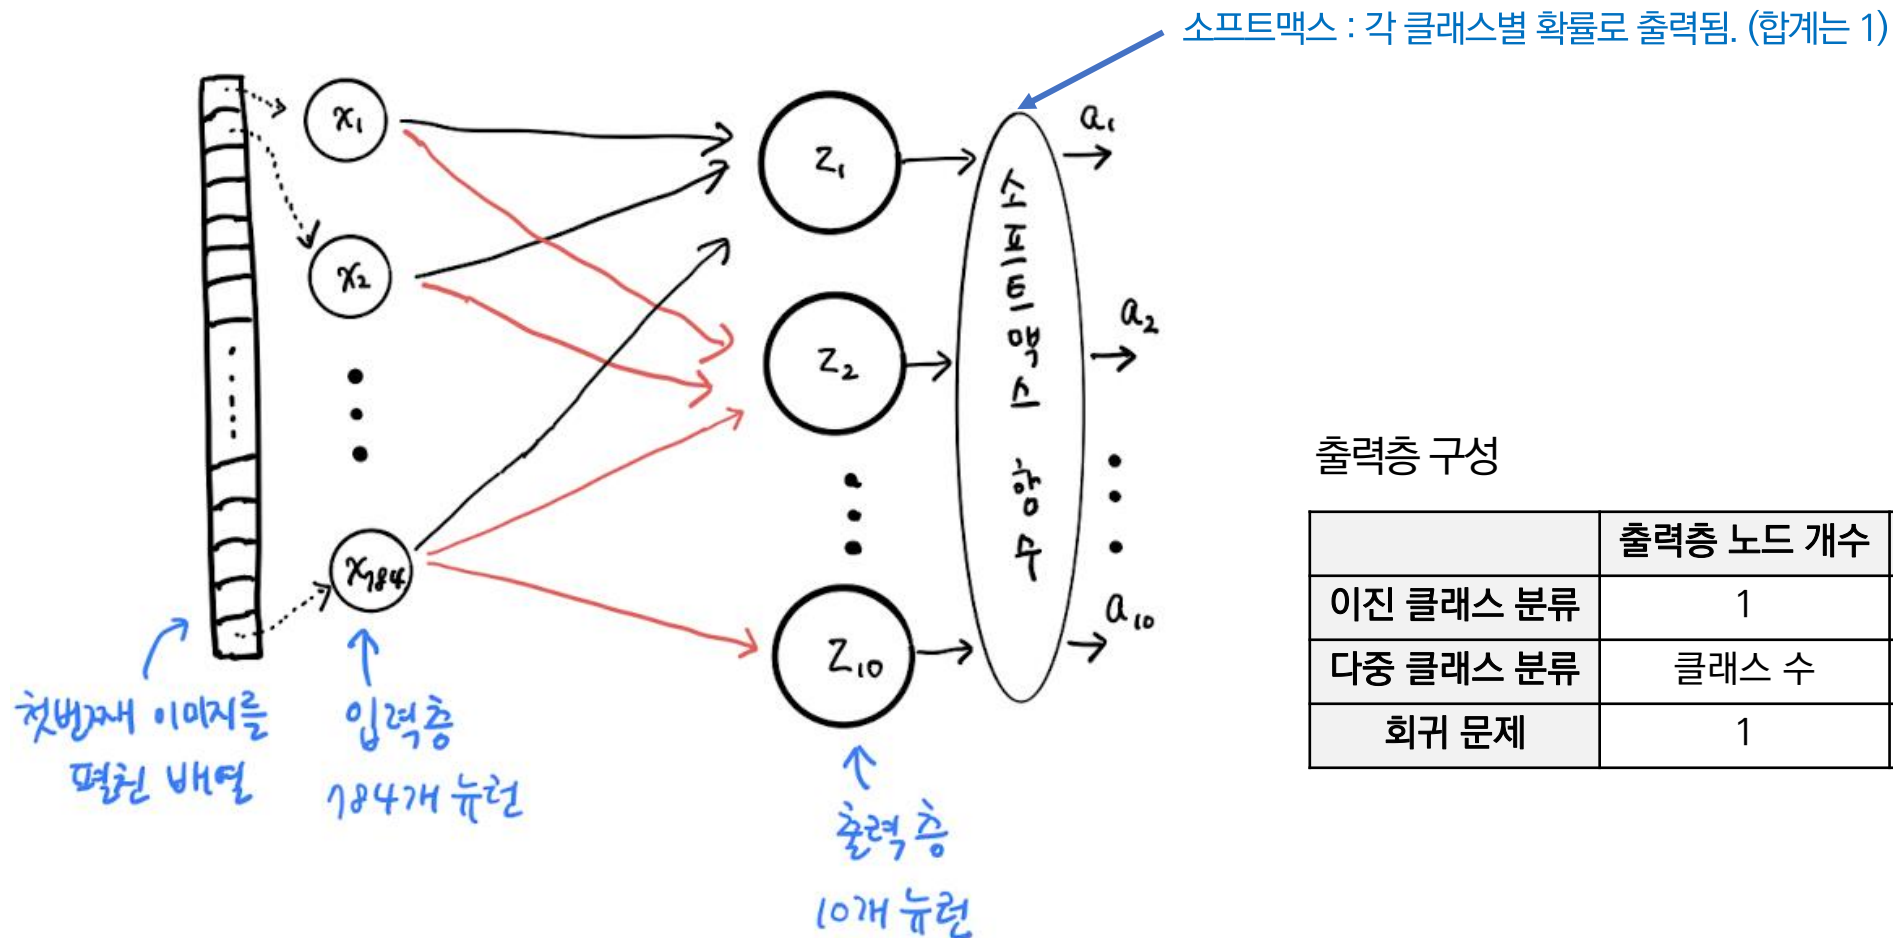 소프트맥스 : 각 클래스별 확률로 출력됨. (합계는 1)
x₁
x₂
x₇₈₄
z₁
z₂
z₁₀
소프트맥스 함수
a₁
a₂
a₁₀
첫번째 이미지를
펼친 배열
입력층
784개 뉴런
출력층
10개 뉴런
출력층 구성
출력층 노드 개수
이진 클래스 분류 1
다중 클래스 분류 클래스 수
회귀 문제 1